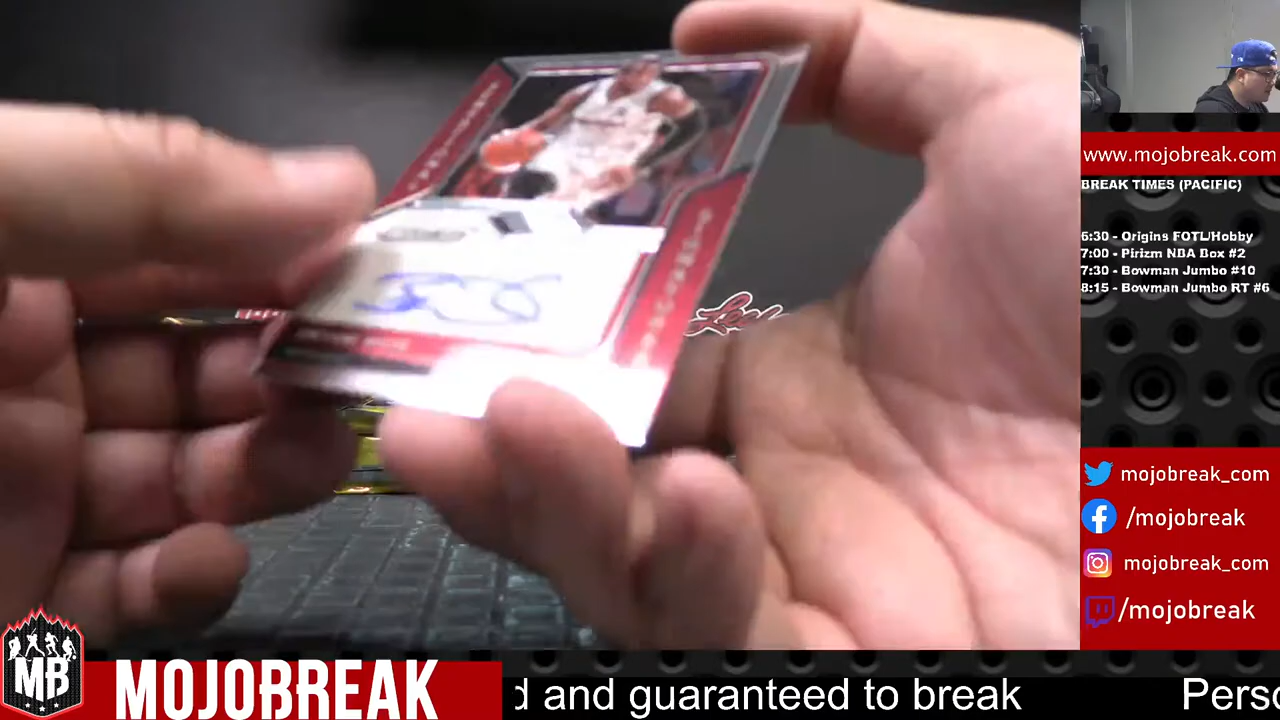 www.mojobreak.com
BREAK TIMES (PACIFIC)
6:30 - Origins FOTL/Hobby
7:00 - Pirizm NBA Box #2
7:30 - Bowman Jumbo #10
8:15 - Bowman Jumbo RT #6
Leaf
mojobreak_com
/mojobreak
mojobreak_com
/mojobreak
MB
MOJOBREAK
d and guaranteed to break
Perso